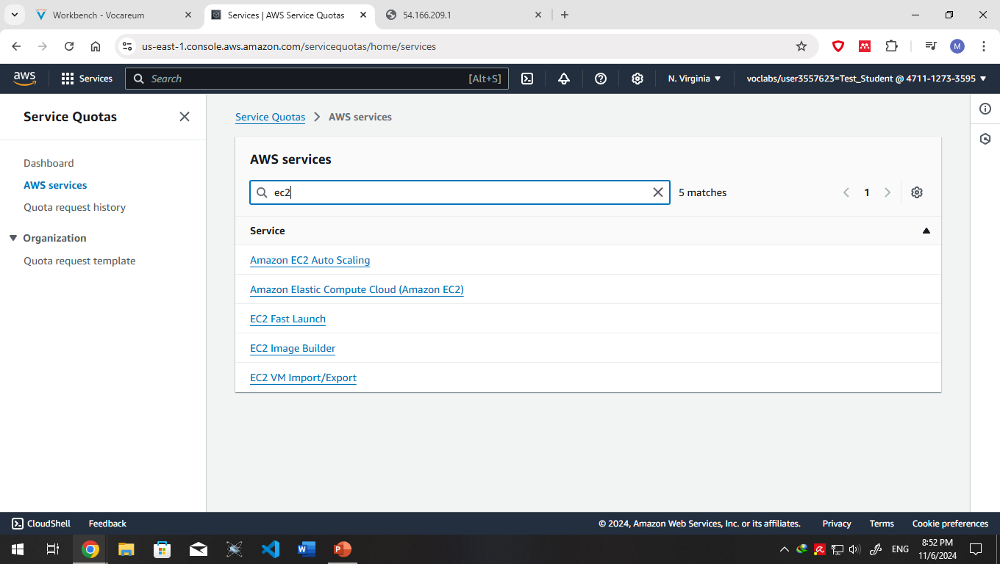 Workbench - Vocareum
Services | AWS Service Quotas
54.166.209.1
us-east-1.console.aws.amazon.com/servicequotas/home/services
M
aws
Services
Search
[Alt+S]
N. Virginia
voclabs/user3557623=Test_Student @ 4711-1273-3595
Service Quotas
Dashboard
AWS services
Quota request history
Organization
Quota request template
Service Quotas
AWS services
AWS services
ec2
5 matches
1
Service
Amazon EC2 Auto Scaling
Amazon Elastic Compute Cloud (Amazon EC2)
EC2 Fast Launch
EC2 Image Builder
EC2 VM Import/Export
CloudShell
Feedback
© 2024, Amazon Web Services, Inc. or its affiliates.
Privacy
Terms
Cookie preferences
ENG
8:52 PM
11/6/2024